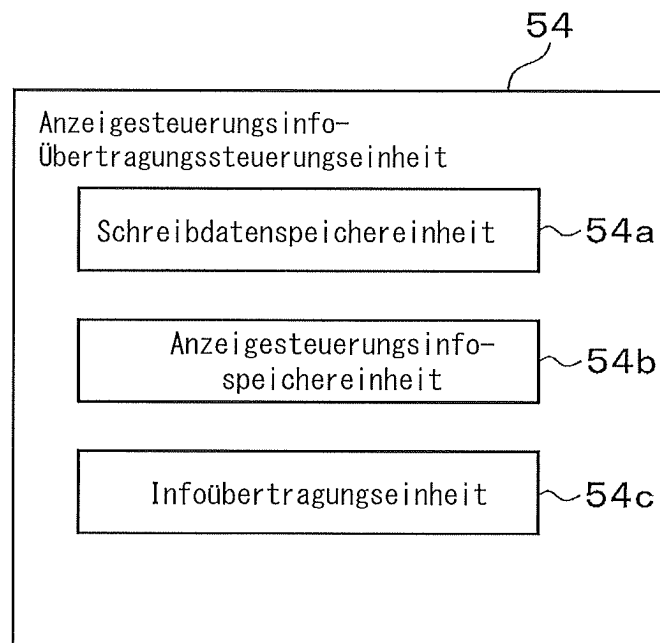 54
Anzeigesteuerungsinfo-
Übertragungssteuerungseinheit
Schreibdatenspeichereinheit
54a
Anzeigesteuerungsinfo-
speichereinheit
54b
Infoübertragungseinheit
54c